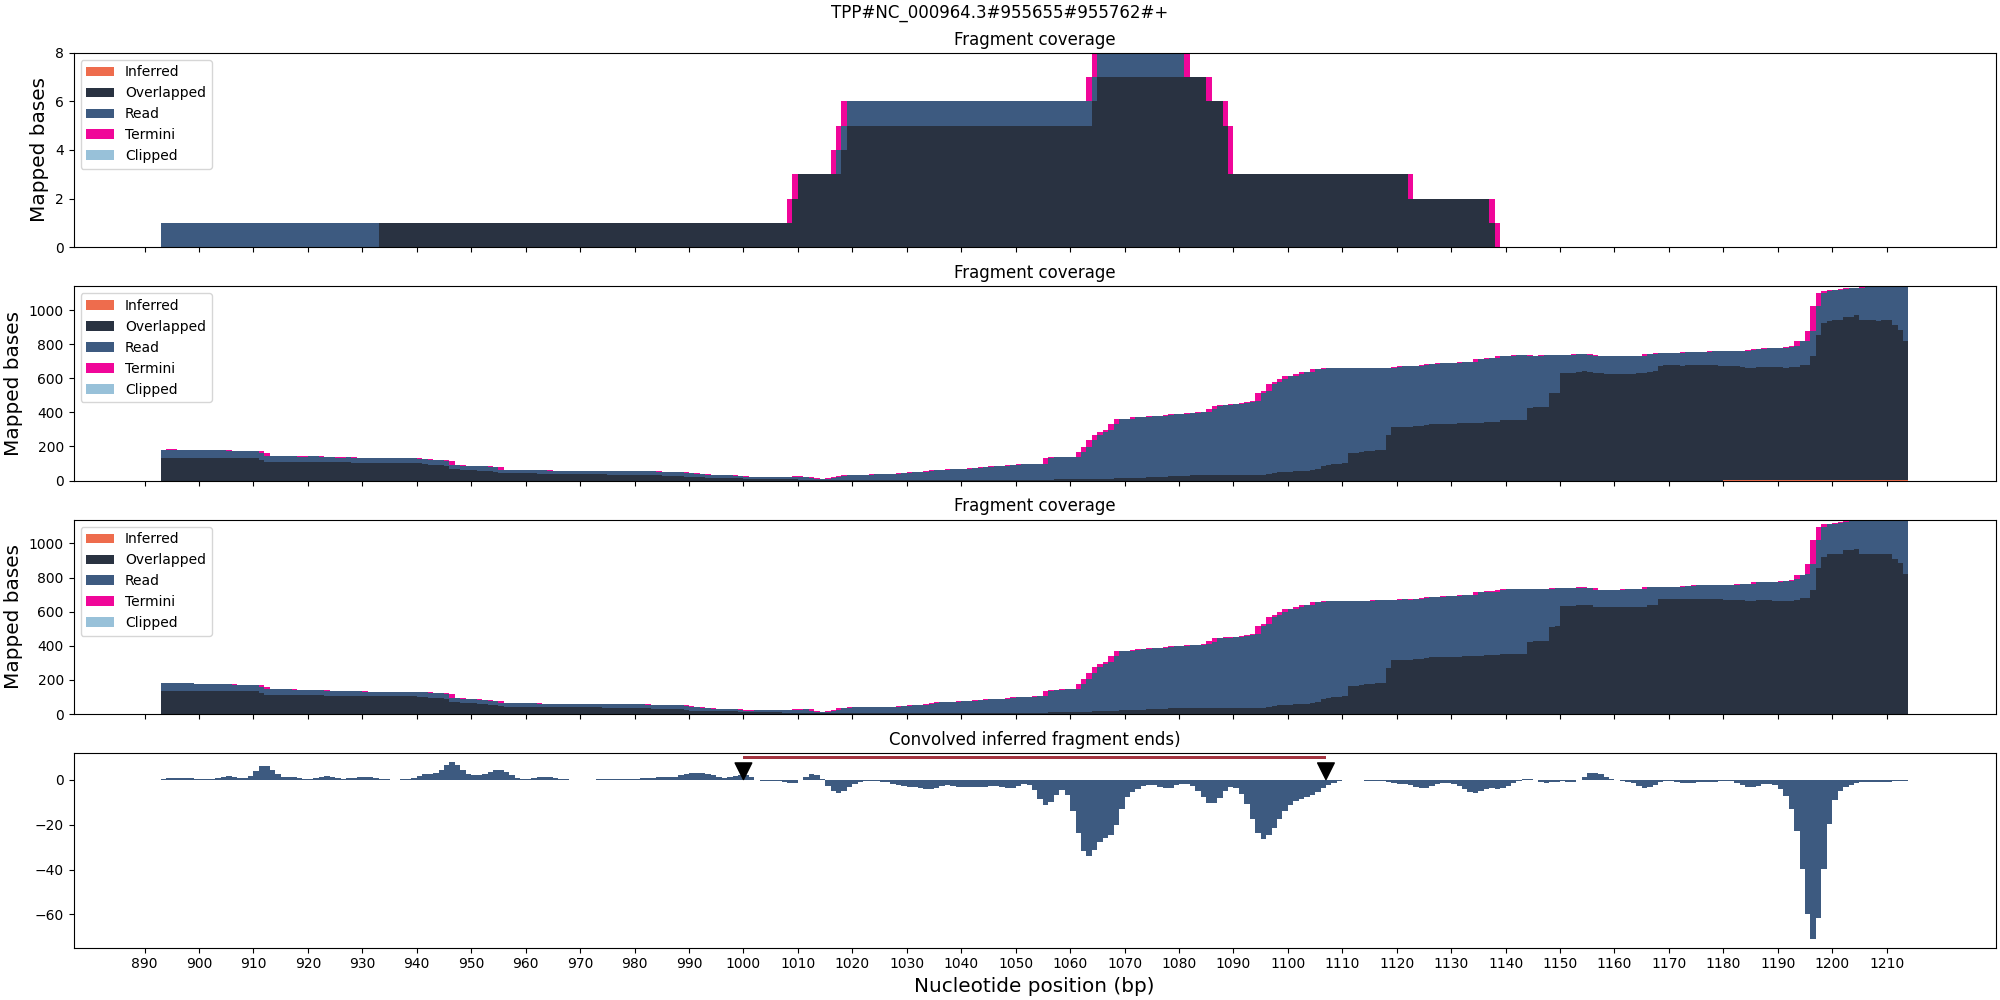 TPP#NC_000964.3#955655#955762#+
Fragment coverage
Mapped bases
8
6
4
2
0
Inferred
Overlapped
Read
Termini
Clipped
Fragment coverage
Mapped bases
1000
800
600
400
200
0
Inferred
Overlapped
Read
Termini
Clipped
Fragment coverage
Mapped bases
1000
800
600
400
200
0
Inferred
Overlapped
Read
Termini
Clipped
Convolved inferred fragment ends)
0
−20
−40
−60
890 900 910 920 930 940 950 960 970 980 990 1000 1010 1020 1030 1040 1050 1060 1070 1080 1090 1100 1110 1120 1130 1140 1150 1160 1170 1180 1190 1200 1210
Nucleotide position (bp)